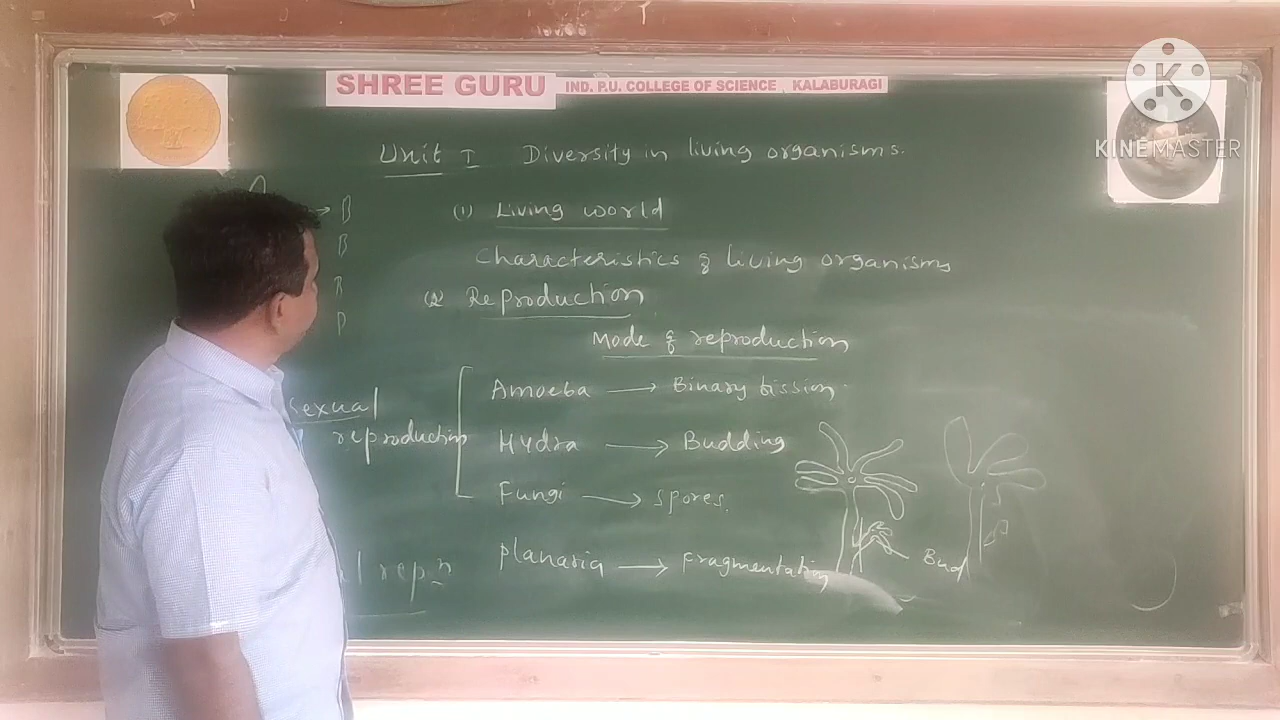 SHREE GURU IND. P.U. COLLEGE OF SCIENCE, KALABURAGI
KINEMASTER
Unit I Diversity in living organisms.
B
(1) Living world
B
Characteristics of living organisms
B
(2) Reproduction
Mode of reproduction
Amoeba → Binary fission
sexual
reproduction
Hydra → Budding
Fungi → spores.
planaria → Fragmentation
Bud
l repn